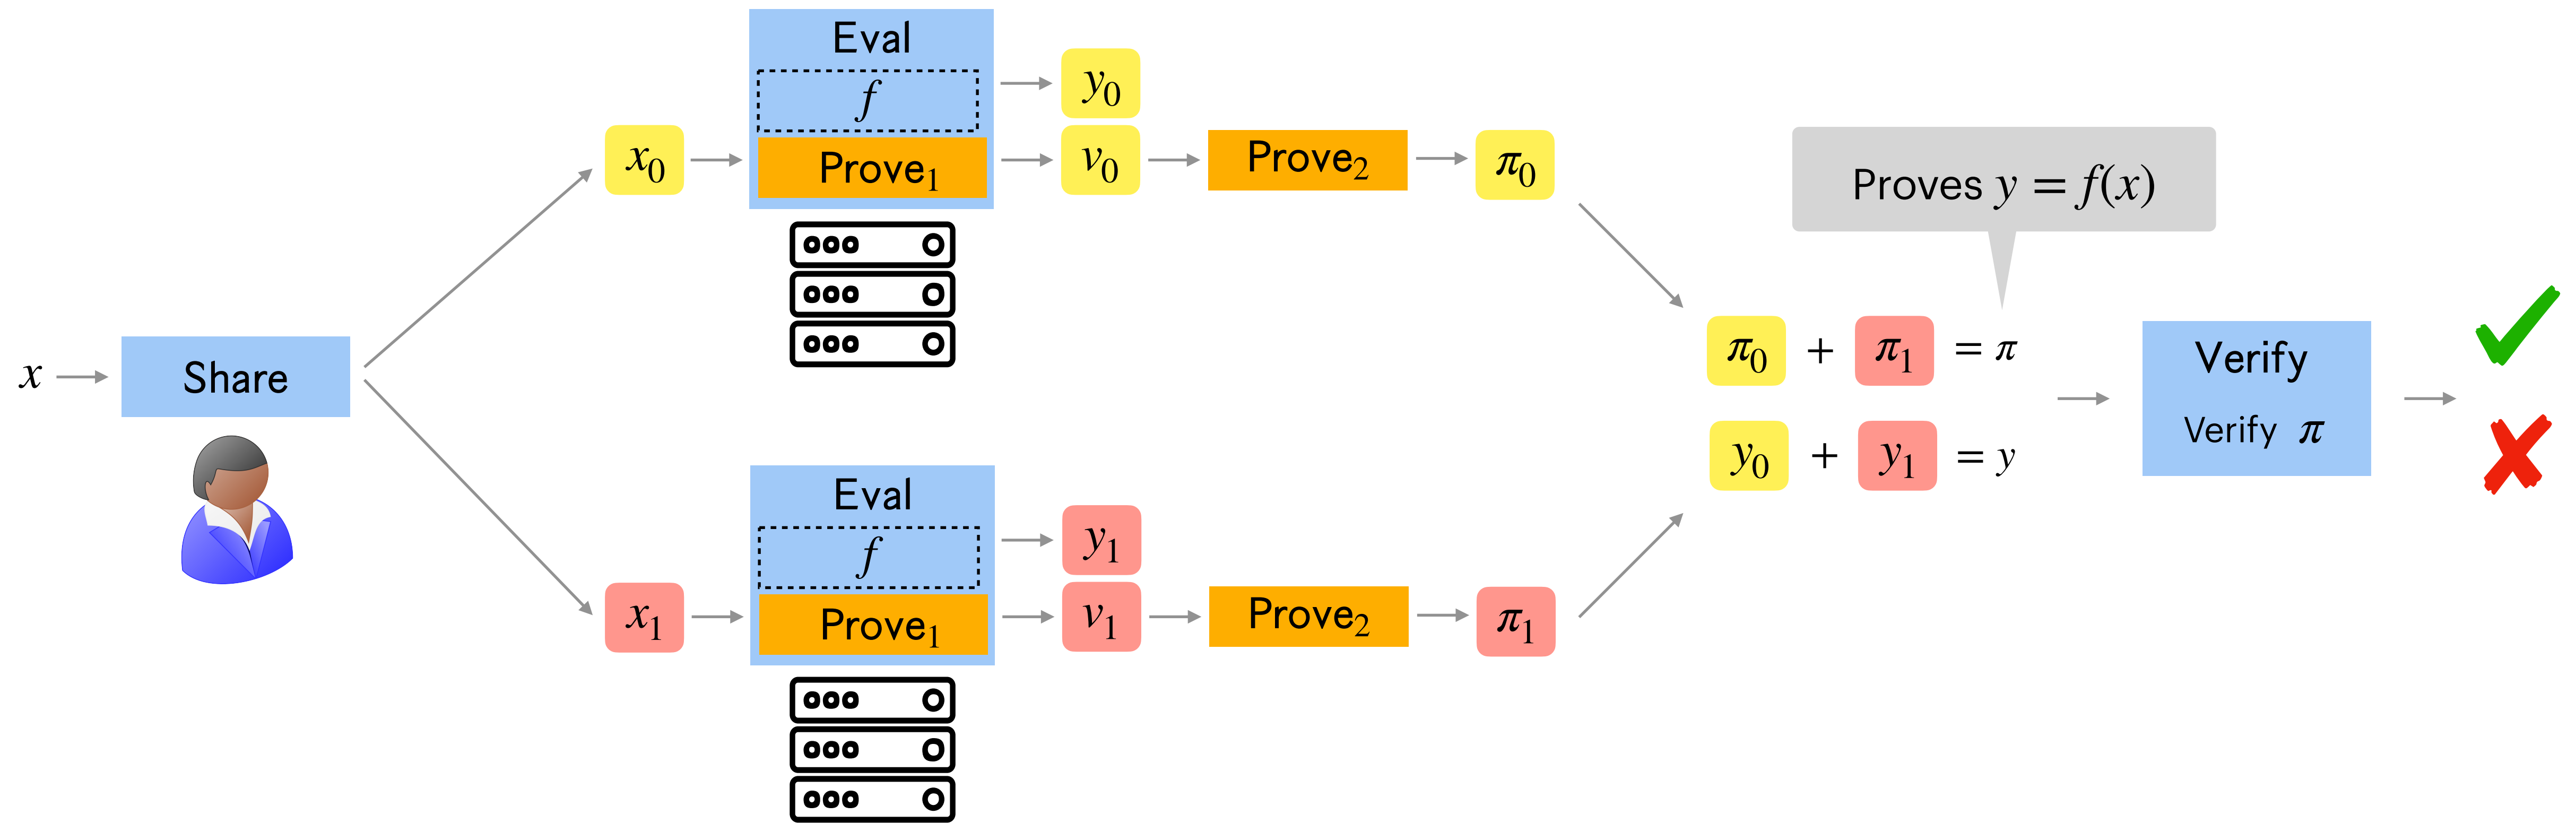 x
Share
x₀
Eval
f
Prove₁
y₀
v₀
Prove₂
π₀
x₁
Eval
f
Prove₁
y₁
v₁
Prove₂
π₁
Proves y = f(x)
π₀ + π₁ = π
y₀ + y₁ = y
Verify
Verify π